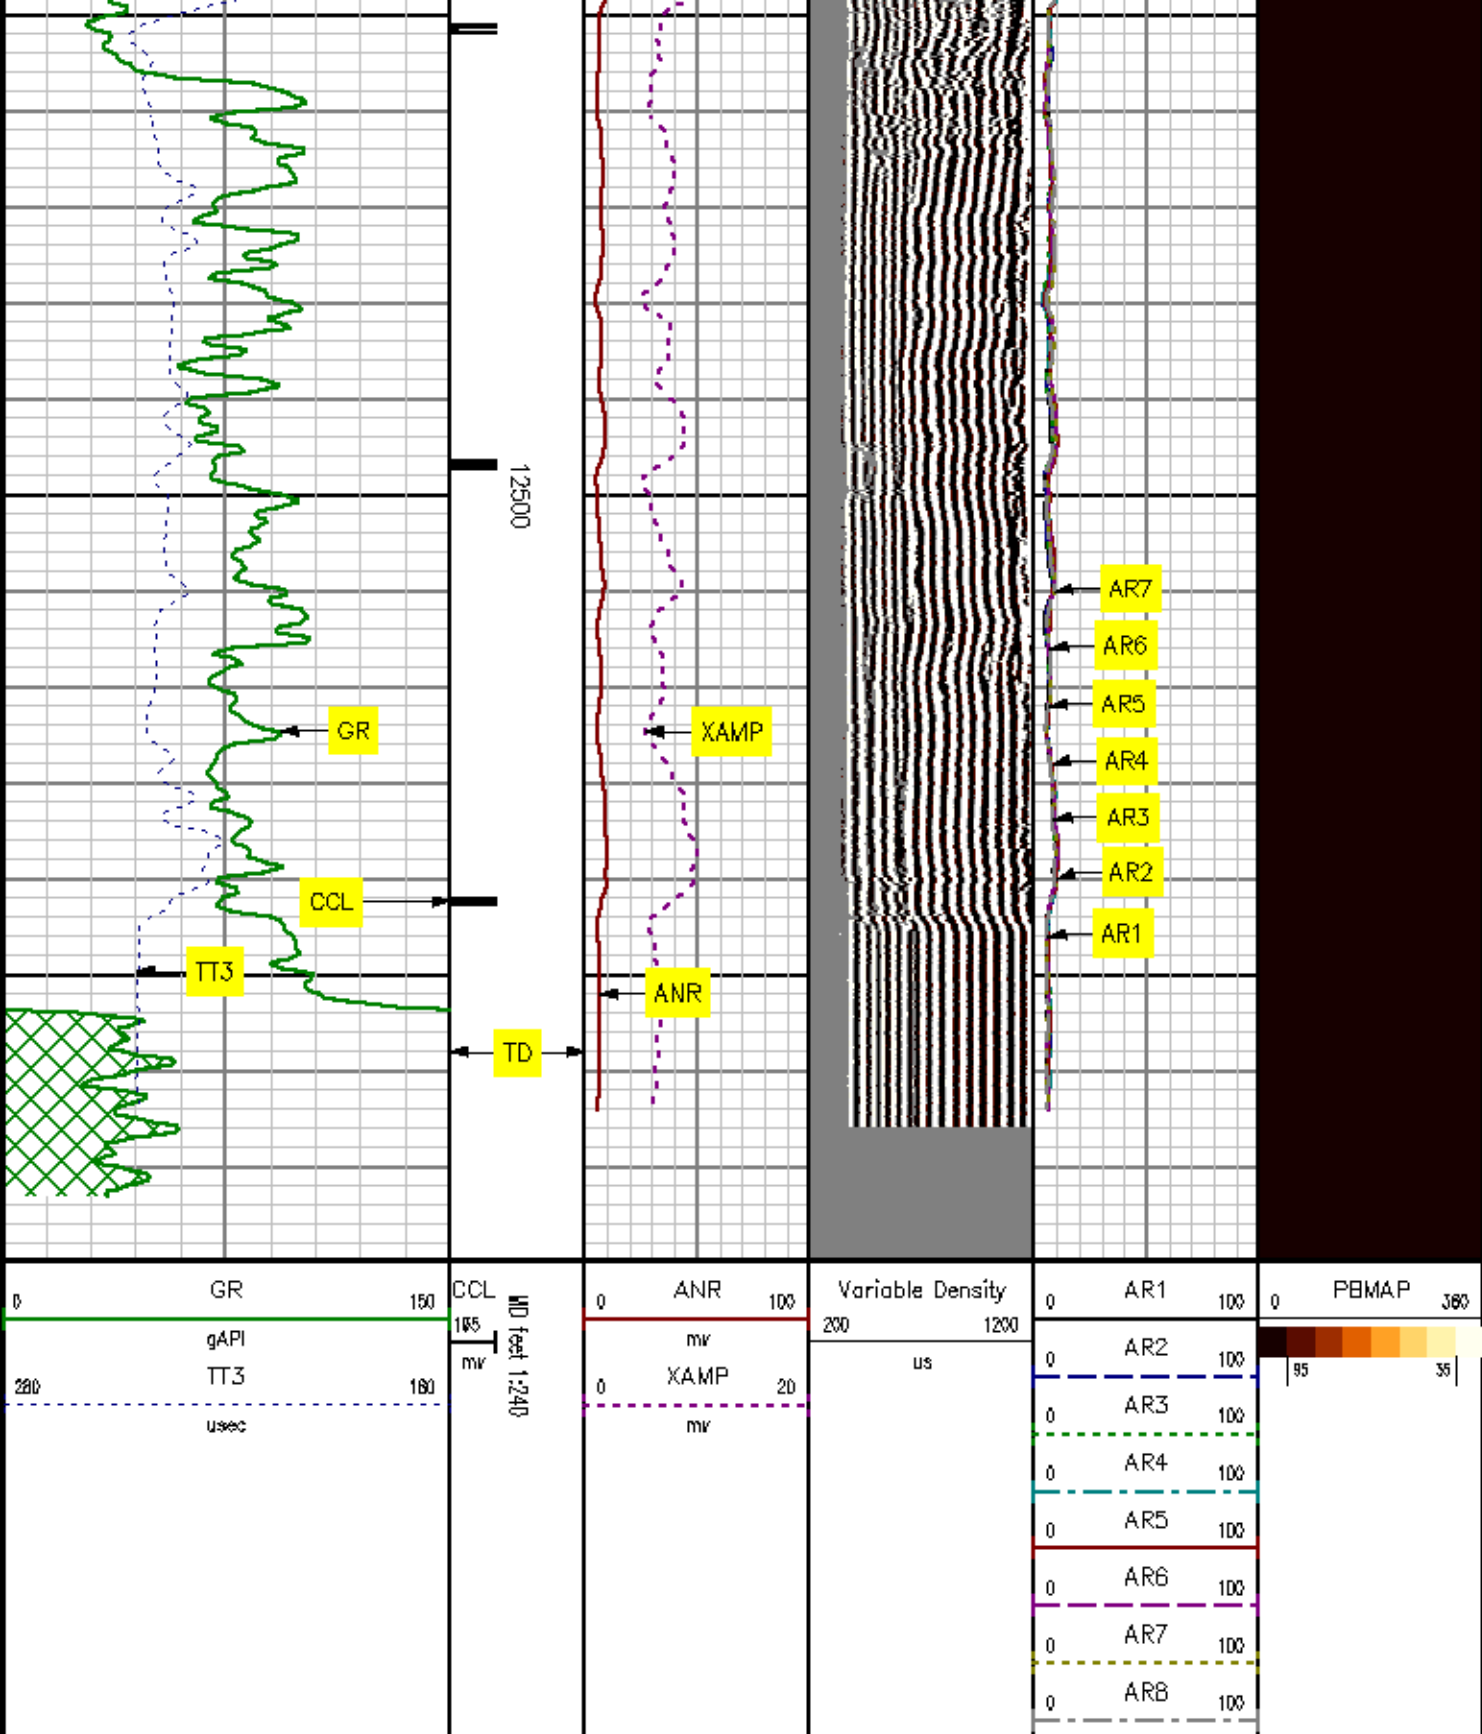 12500
AR7
AR6
AR5
GR
XAMP
AR4
AR3
AR2
CCL
AR1
TT3
ANR
TD
0 GR 150
gAPI
TT3
160
usec
CCL
mv
MD feet 1:240
0 ANR 100
mv
0 XAMP 20
mv
Variable Density
200 1200
us
0 AR1 100
0 AR2 100
0 AR3 100
0 AR4 100
0 AR5 100
0 AR6 100
0 AR7 100
0 AR8 100
0 PBMAP 360
95 35